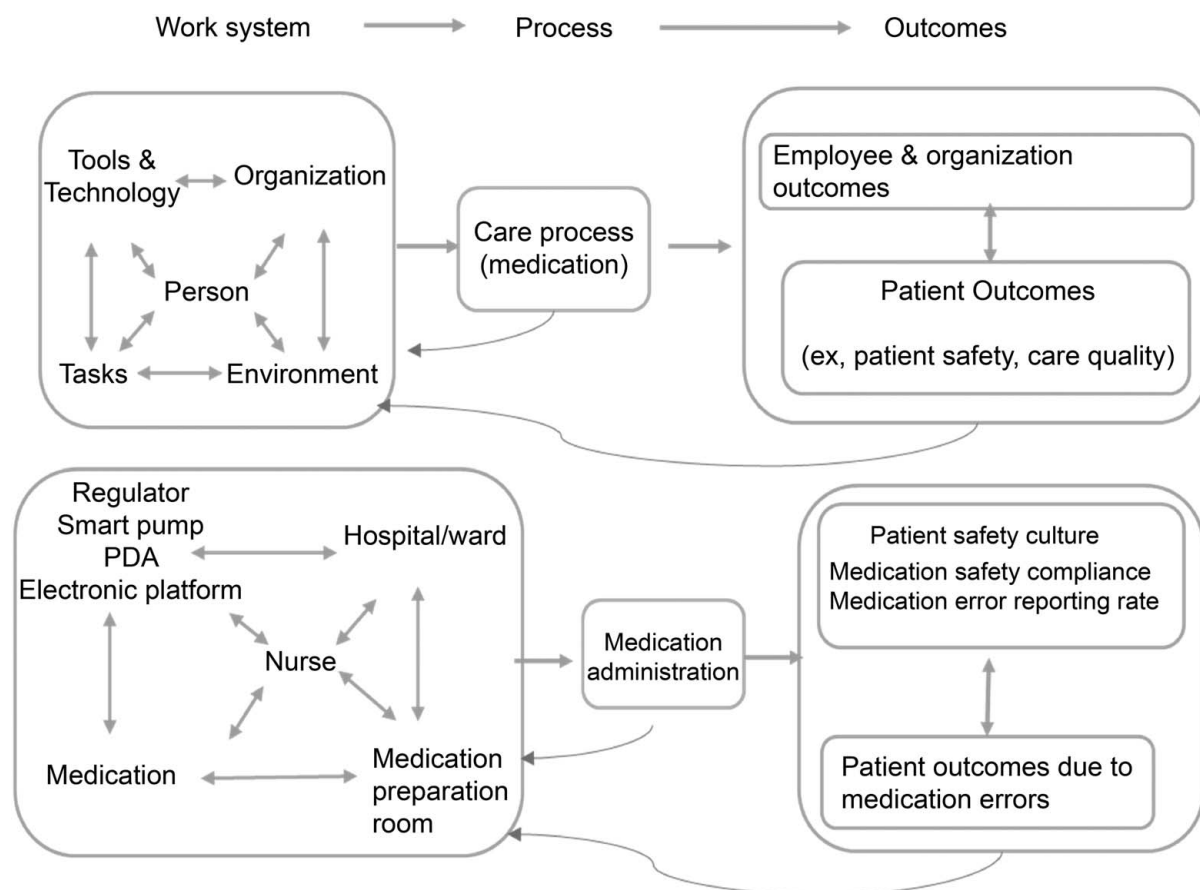 Work system
Process
Outcomes
Tools &
Technology
Organization
Person
Tasks
Environment
Care process
(medication)
Employee & organization
outcomes
Patient Outcomes
(ex, patient safety, care quality)
Regulator
Smart pump
PDA
Electronic platform
Hospital/ward
Nurse
Medication
Medication
preparation
room
Medication
administration
Patient safety culture
Medication safety compliance
Medication error reporting rate
Patient outcomes due to
medication errors